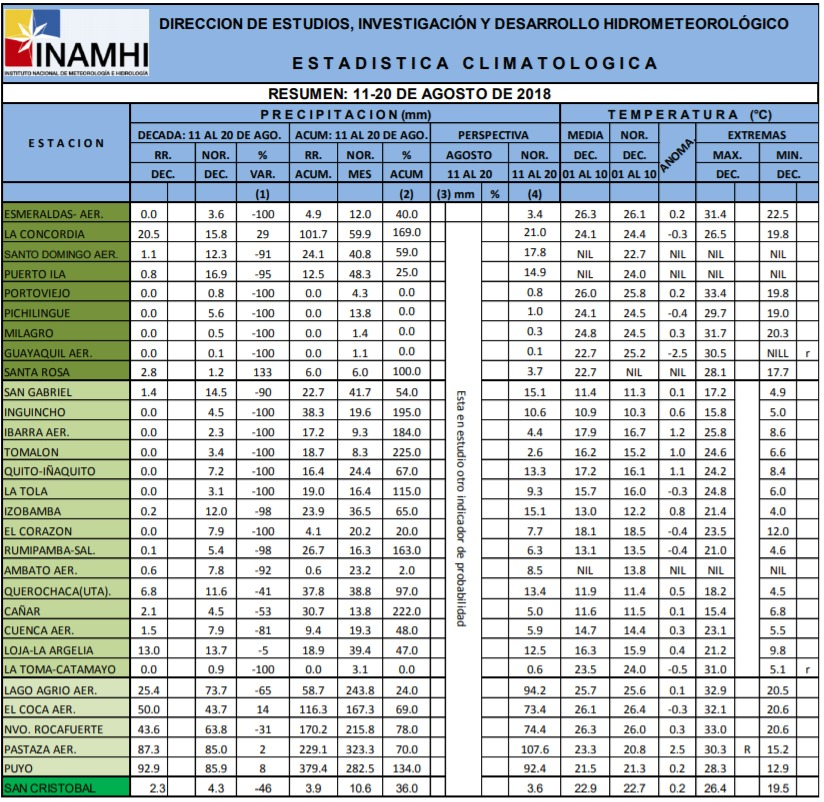 INAMHI
INSTITUTO NACIONAL DE METEOROLOGÍA E HIDROLOGÍA
DIRECCION DE ESTUDIOS, INVESTIGACIÓN Y DESARROLLO HIDROMETEOROLÓGICO
ESTADISTICA CLIMATOLOGICA
RESUMEN: 11-20 DE AGOSTO DE 2018
ESTACION
PRECIPITACION (mm) TEMPERATURA (°C)
DECADA: 11 AL 20 DE AGO. ACUM: 11 AL 20 DE AGO. PERSPECTIVA MEDIA NOR. ANOMA. EXTREMAS
RR. NOR. % RR. NOR. % AGOSTO NOR. DEC. DEC. MAX. MIN.
DEC. DEC. VAR. ACUM. MES ACUM 11 AL 20 11 AL 20 01 AL 10 01 AL 10 DEC. DEC.
(1) (2) (3) mm % (4)
ESMERALDAS- AER. 0.0 3.6 -100 4.9 12.0 40.0 3.4 26.3 26.1 0.2 31.4 22.5
LA CONCORDIA 20.5 15.8 29 101.7 59.9 169.0 21.0 24.1 24.4 -0.3 26.5 19.8
SANTO DOMINGO AER. 1.1 12.3 -91 24.1 40.8 59.0 17.8 NIL 22.7 NIL NIL NIL
PUERTO ILA 0.8 16.9 -95 12.5 48.3 25.0 14.9 NIL 24.0 NIL NIL NIL
PORTOVIEJO 0.0 0.8 -100 0.0 4.3 0.0 0.8 26.0 25.8 0.2 33.4 19.8
PICHILINGUE 0.0 5.6 -100 0.0 13.8 0.0 1.0 24.1 24.5 -0.4 29.7 19.0
MILAGRO 0.0 0.5 -100 0.0 1.4 0.0 0.3 24.8 24.5 0.3 31.7 20.3
GUAYAQUIL AER. 0.0 0.1 -100 0.0 1.1 0.0 0.1 22.7 25.2 -2.5 30.5 NILL r
SANTA ROSA 2.8 1.2 133 6.0 6.0 100.0 3.7 22.7 NIL NIL 28.1 17.7
SAN GABRIEL 1.4 14.5 -90 22.7 41.7 54.0 15.1 11.4 11.3 0.1 17.2 4.9
INGUINCHO 0.0 4.5 -100 38.3 19.6 195.0 10.6 10.9 10.3 0.6 15.8 5.0
IBARRA AER. 0.0 2.3 -100 17.2 9.3 184.0 4.4 17.9 16.7 1.2 25.8 8.6
TOMALON 0.0 3.4 -100 18.7 8.3 225.0 2.6 16.2 15.2 1.0 24.6 6.6
QUITO-IÑAQUITO 0.0 7.2 -100 16.4 24.4 67.0 13.3 17.2 16.1 1.1 24.2 8.4
LA TOLA 0.0 3.1 -100 19.0 16.4 115.0 9.3 15.7 16.0 -0.3 24.8 6.0
IZOBAMBA 0.2 12.0 -98 23.9 36.5 65.0 15.1 13.0 12.2 0.8 21.4 4.0
EL CORAZON 0.0 7.9 -100 4.1 20.2 20.0 7.7 18.1 18.5 -0.4 23.5 12.0
RUMIPAMBA-SAL. 0.1 5.4 -98 26.7 16.3 163.0 6.3 13.1 13.5 -0.4 21.0 4.6
AMBATO AER. 0.6 7.8 -92 0.6 23.2 2.0 8.5 NIL 13.8 NIL NIL NIL
QUEROCHACA(UTA). 6.8 11.6 -41 37.8 38.8 97.0 13.4 11.9 11.4 0.5 18.2 4.5
CAÑAR 2.1 4.5 -53 30.7 13.8 222.0 5.0 11.6 11.5 0.1 15.4 6.8
CUENCA AER. 1.5 7.9 -81 9.4 19.3 48.0 5.9 14.7 14.4 0.3 23.1 5.5
LOJA-LA ARGELIA 13.0 13.7 -5 18.9 39.4 47.0 12.5 16.3 15.9 0.4 21.2 9.8
LA TOMA-CATAMAYO 0.0 0.9 -100 0.0 3.1 0.0 0.6 23.5 24.0 -0.5 31.0 5.1 r
LAGO AGRIO AER. 25.4 73.7 -65 58.7 243.8 24.0 94.2 25.7 25.6 0.1 32.9 20.5
EL COCA AER. 50.0 43.7 14 116.3 167.3 69.0 73.4 26.1 26.4 -0.3 32.1 20.6
NVO. ROCAFUERTE 43.6 63.8 -31 170.2 215.8 78.0 74.4 26.3 26.0 0.3 33.0 20.6
PASTAZA AER. 87.3 85.0 2 229.1 323.3 70.0 107.6 23.3 20.8 2.5 30.3 R 15.2
PUYO 92.9 85.9 8 379.4 282.5 134.0 92.4 21.5 21.3 0.2 28.3 12.9
SAN CRISTOBAL 2.3 4.3 -46 3.9 10.6 36.0 3.6 22.9 22.7 0.2 26.4 19.5
Esta en estudio otro indicador de probabilidad